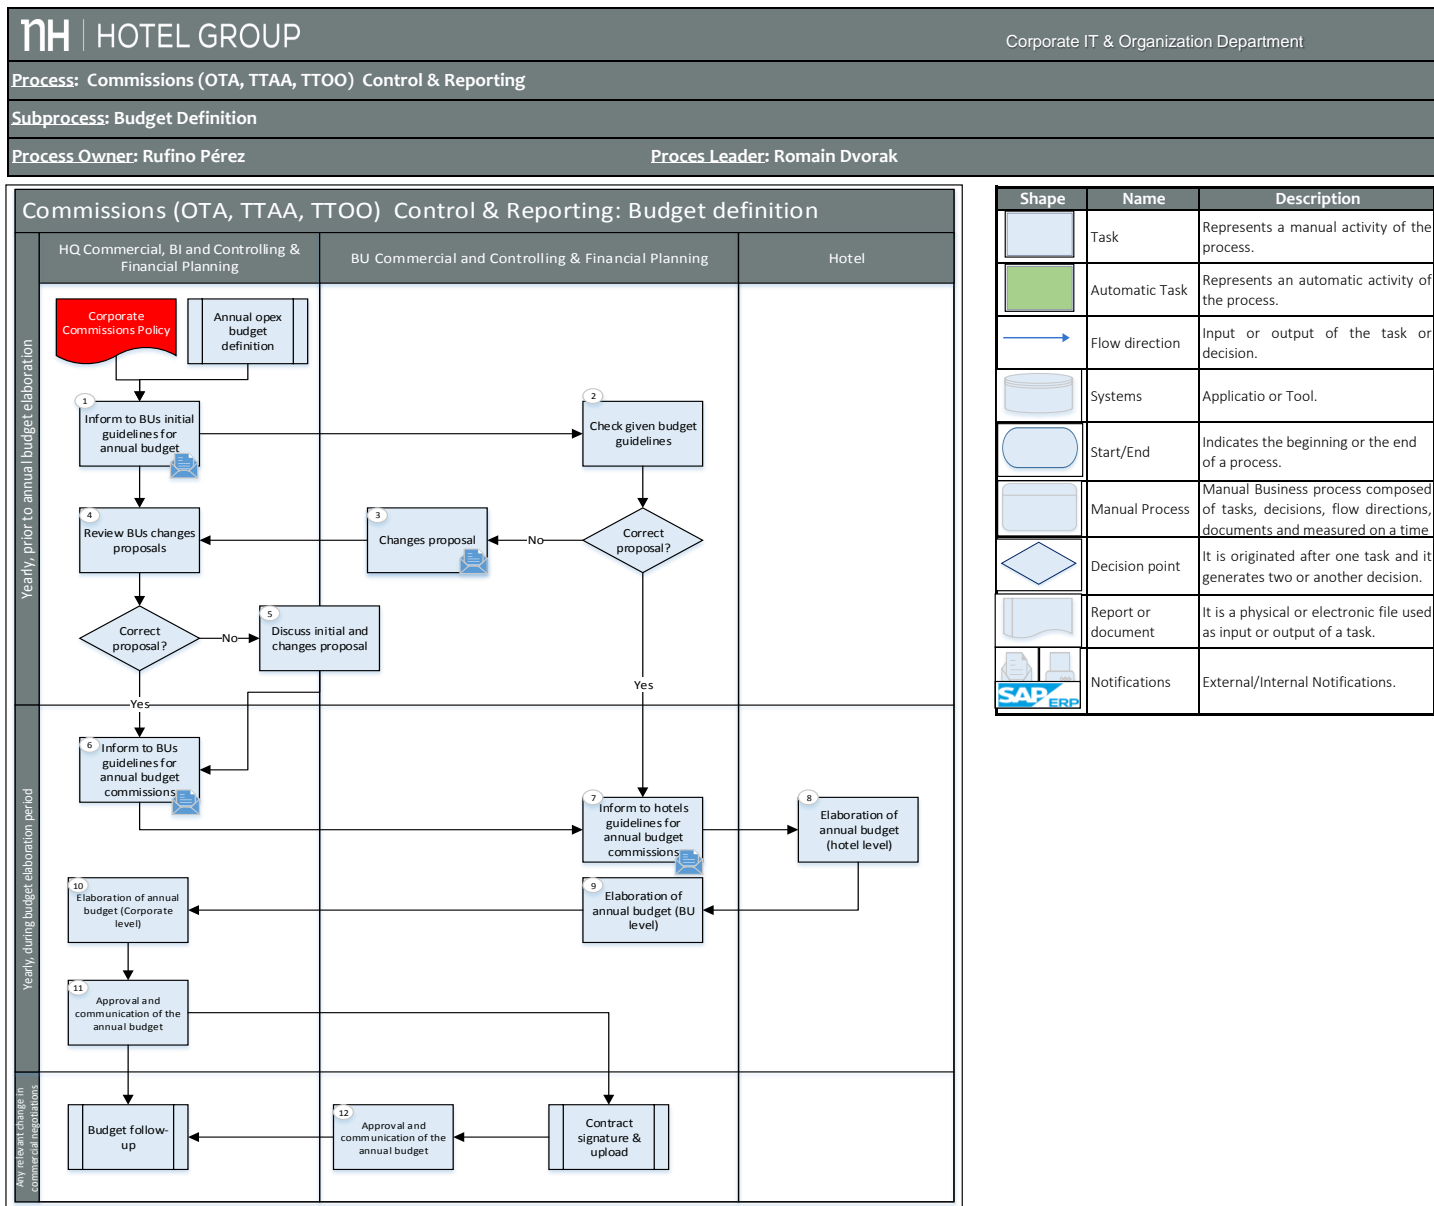 nH | HOTEL GROUP
Corporate IT & Organization Department
Process: Commissions (OTA, TTAA, TTOO) Control & Reporting
Subprocess: Budget Definition
Process Owner: Rufino Pérez
Proces Leader: Romain Dvorak
Commissions (OTA, TTAA, TTOO) Control & Reporting: Budget definition
HQ Commercial, BI and Controlling &
Financial Planning
BU Commercial and Controlling & Financial Planning
Hotel
Yearly, prior to annual budget elaboration
Corporate
Commissions Policy
Annual opex
budget
definition
1
Inform to BUs initial
guidelines for
annual budget
2
Check given budget
guidelines
4
Review BUs changes
proposals
3
Changes proposal
No
Correct
proposal?
Correct
proposal?
No
5
Discuss initial and
changes proposal
Yes
Yes
Yearly, during budget elaboration period
6
Inform to BUs
guidelines for
annual budget
commissions
7
Inform to hotels
guidelines for
annual budget
commissions
8
Elaboration of
annual budget
(hotel level)
10
Elaboration of annual
budget (Corporate
level)
9
Elaboration of
annual budget (BU
level)
11
Approval and
communication of the
annual budget
Any relevant change in
commercial negotiations
Budget follow-
up
12
Approval and
communication of the
annual budget
Contract
signature &
upload
Shape
Name
Description
Task
Represents a manual activity of the
process.
Automatic Task
Represents an automatic activity of
the process.
Flow direction
Input or output of the task or
decision.
Systems
Applicatio or Tool.
Start/End
Indicates the beginning or the end
of a process.
Manual Process
Manual Business process composed
of tasks, decisions, flow directions,
documents and measured on a time
Decision point
It is originated after one task and it
generates two or another decision.
Report or
document
It is a physical or electronic file used
as input or output of a task.
SAP ERP
Notifications
External/Internal Notifications.